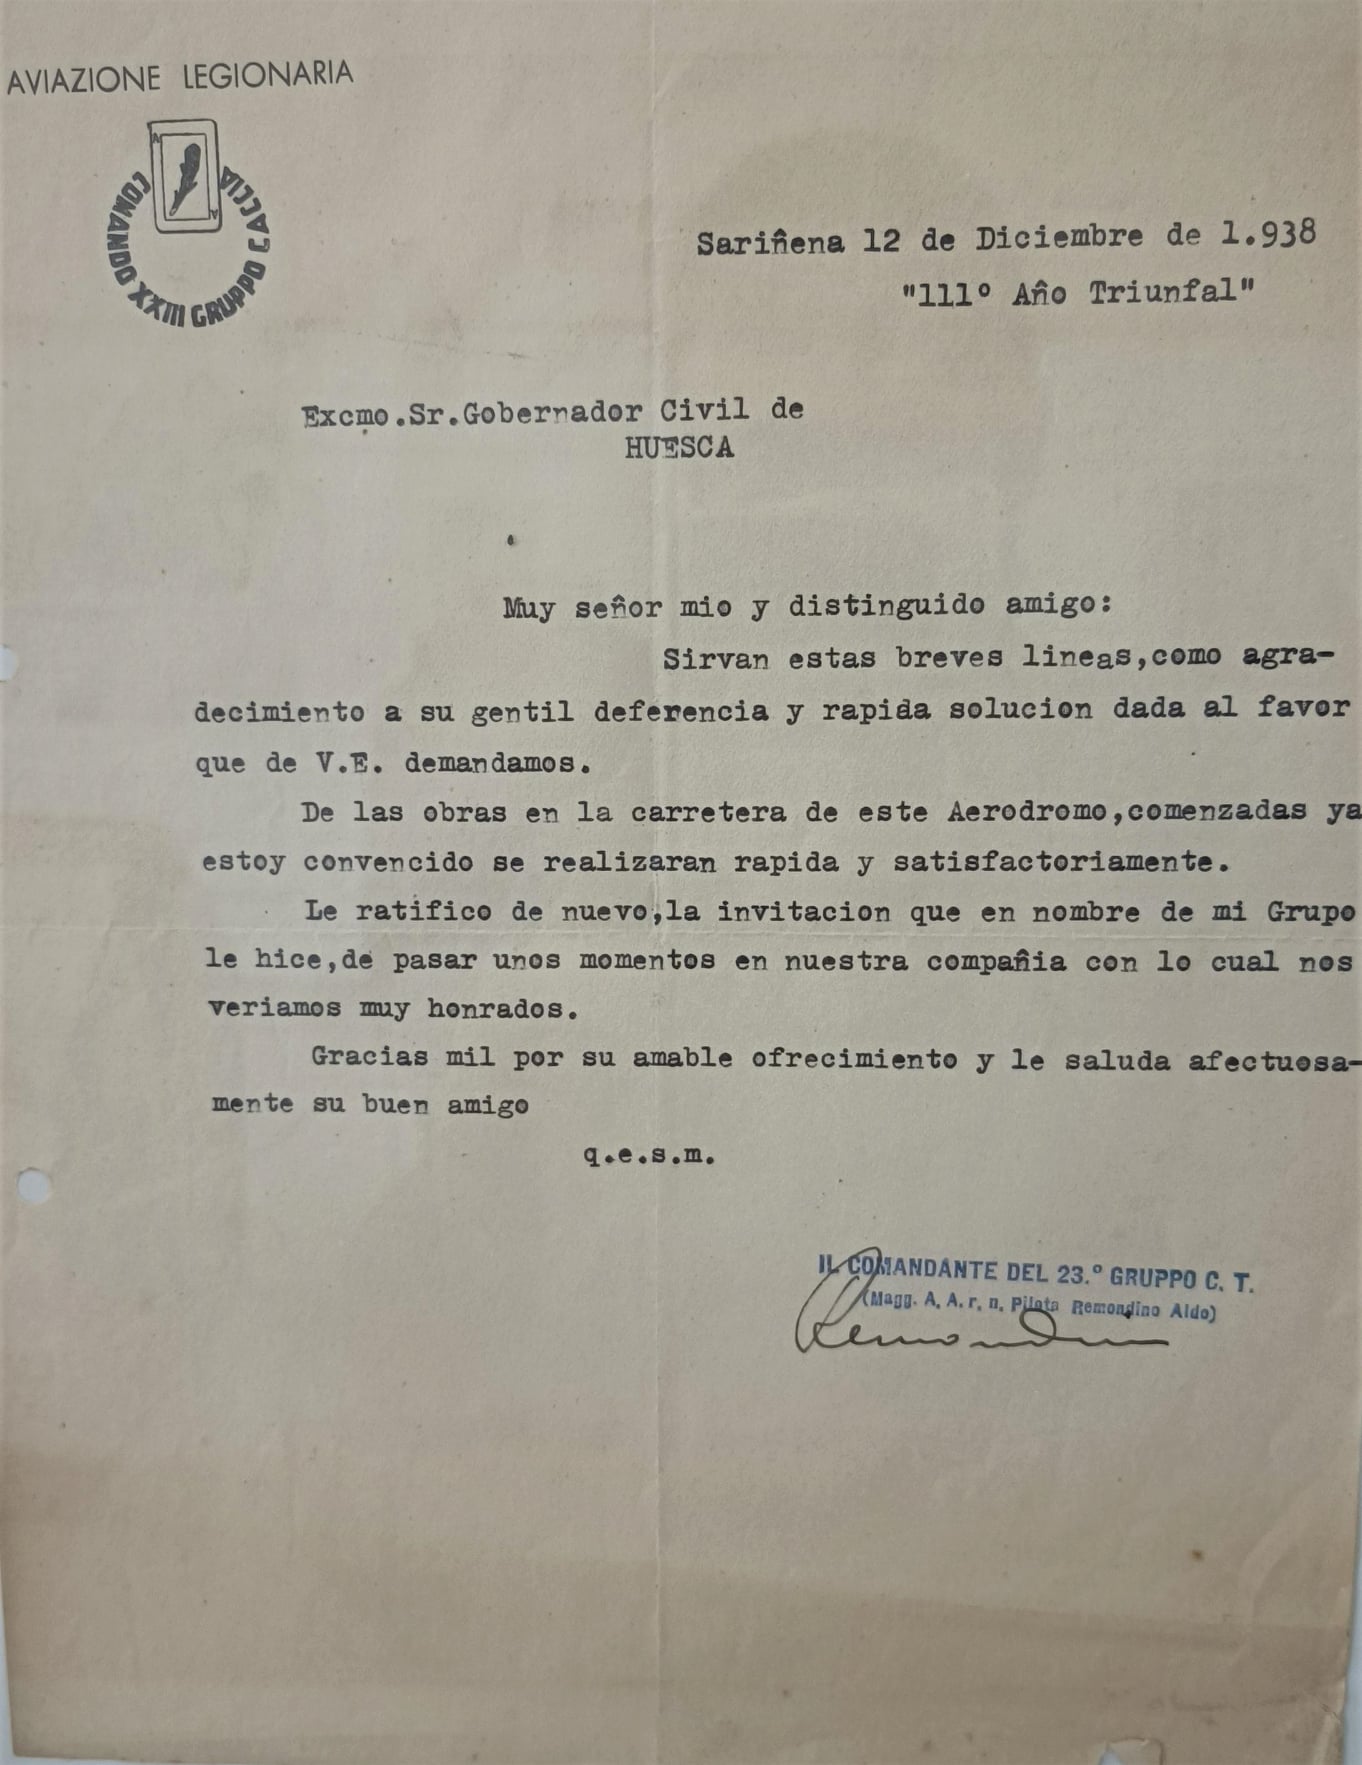 AVIAZIONE LEGIONARIA
COMANDO XXIII GRUPPO CACCIA
A
A
Sariñena 12 de Diciembre de 1.938
"111º Año Triunfal"
Excmo.Sr.Gobernador Civil de
HUESCA
Muy señor mio y distinguido amigo:
Sirvan estas breves lineas,como agra-
decimiento a su gentil deferencia y rapida solucion dada al favor
que de V.E. demandamos.
De las obras en la carretera de este Aerodromo,comenzadas ya
estoy convencido se realizaran rapida y satisfactoriamente.
Le ratifico de nuevo,la invitacion que en nombre de mi Grupo
le hice,de pasar unos momentos en nuestra compañia con lo cual nos
veriamos muy honrados.
Gracias mil por su amable ofrecimiento y le saluda afectuosa-
mente su buen amigo
q.e.s.m.
IL COMANDANTE DEL 23.º GRUPPO C. T.
(Magg. A. A. r. n. Pilota Remondino Aldo)
Remondino